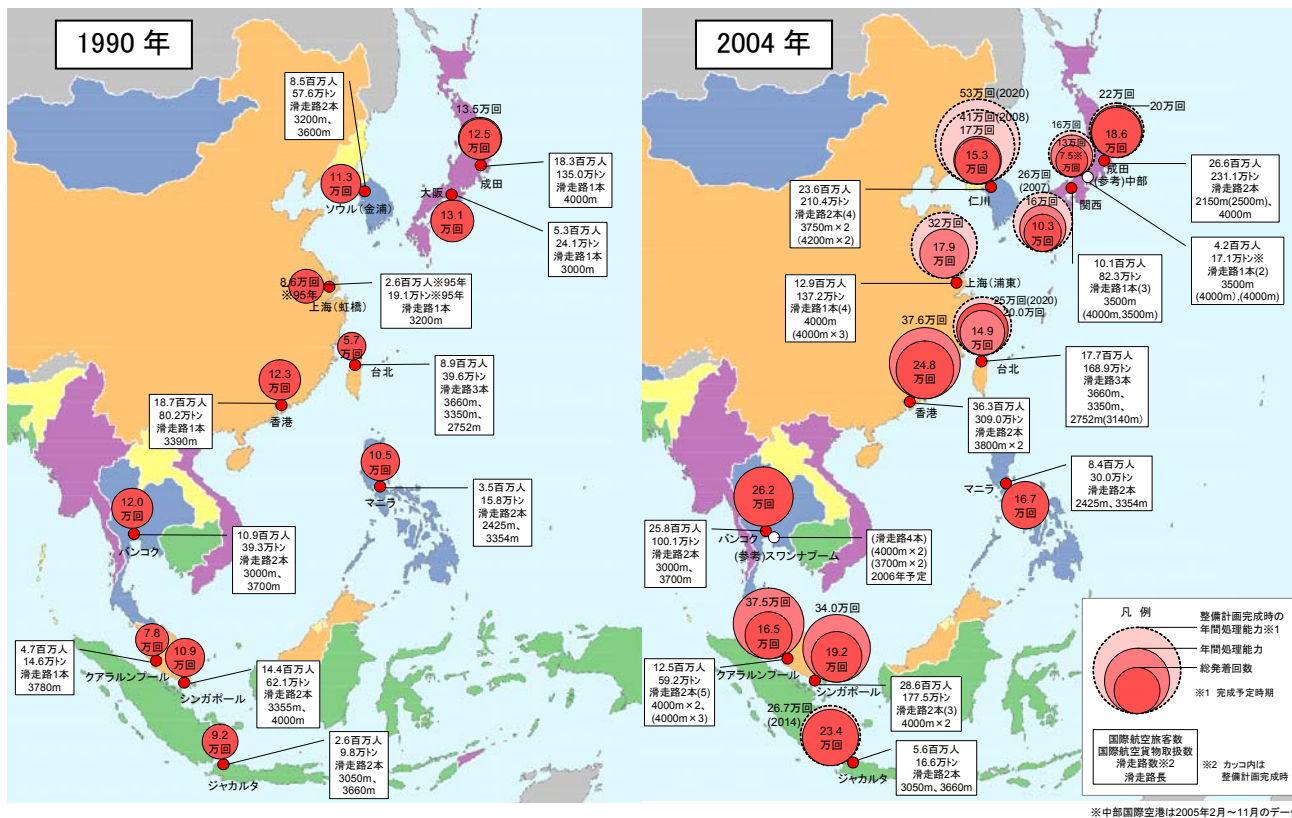 1990 年
8.5百万人
57.6万トン
滑走路2本
3200m、
3600m
11.3
万回
ソウル(金浦)
13.5万回
12.5
万回
成田
18.3百万人
135.0万トン
滑走路1本
4000m
大阪
13.1
万回
5.3百万人
24.1万トン
滑走路1本
3000m
8.6万回
※95年
上海(虹橋)
2.6百万人※95年
19.1万トン※95年
滑走路1本
3200m
5.7
万回
台北
8.9百万人
39.6万トン
滑走路3本
3660m、
3350m、
2752m
12.3
万回
香港
18.7百万人
80.2万トン
滑走路1本
3390m
10.5
万回
マニラ
3.5百万人
15.8万トン
滑走路2本
2425m、
3354m
12.0
万回
バンコク
10.9百万人
39.3万トン
滑走路2本
3000m、
3700m
7.8
万回
クアラルンプール
4.7百万人
14.6万トン
滑走路1本
3780m
10.9
万回
シンガポール
14.4百万人
62.1万トン
滑走路2本
3355m、
4000m
9.2
万回
ジャカルタ
2.6百万人
9.8万トン
滑走路2本
3050m、
3660m
2004 年
53万回(2020)
41万回(2008)
17万回
15.3
万回
仁川
23.6百万人
210.4万トン
滑走路2本(4)
3750m×2
(4200m×2)
22万回
20万回
18.6
万回
成田
26.6百万人
231.1万トン
滑走路2本
2150m(2500m)、
4000m
16万回
13万回
7.5※
万回
(参考)中部
4.2百万人
17.1万トン※
滑走路1本(2)
3500m
(4000m),(4000m)
26万回
(2007)
16万回
10.3
万回
関西
10.1百万人
82.3万トン
滑走路1本(3)
3500m
(4000m,3500m)
32万回
17.9
万回
上海(浦東)
12.9百万人
137.2万トン
滑走路1本(4)
4000m
(4000m×3)
25万回(2020)
20.0万回
14.9
万回
台北
17.7百万人
168.9万トン
滑走路3本
3660m、
3350m、
2752m(3140m)
37.6万回
24.8
万回
香港
36.3百万人
309.0万トン
滑走路2本
3800m×2
マニラ
16.7
万回
8.4百万人
30.0万トン
滑走路2本
2425m、3354m
26.2
万回
バンコク
25.8百万人
100.1万トン
滑走路2本
3000m、
3700m
(参考)スワンナプーム
(滑走路4本)
(4000m×2)
(3700m×2)
2006年予定
37.5万回
16.5
万回
クアラルンプール
12.5百万人
59.2万トン
滑走路2本(5)
4000m×2、
(4000m×3)
34.0万回
19.2
万回
シンガポール
28.6百万人
177.5万トン
滑走路2本(3)
4000m×2
26.7万回
(2014)
23.4
万回
ジャカルタ
5.6百万人
16.6万トン
滑走路2本
3050m、3660m
凡 例
整備計画完成時の
年間処理能力※1
年間処理能力
総発着回数
※1 完成予定時期
国際航空旅客数
国際航空貨物取扱数
滑走路数※2
滑走路長
※2 カッコ内は
整備計画完成時
※中部国際空港は2005年2月～11月のデータ